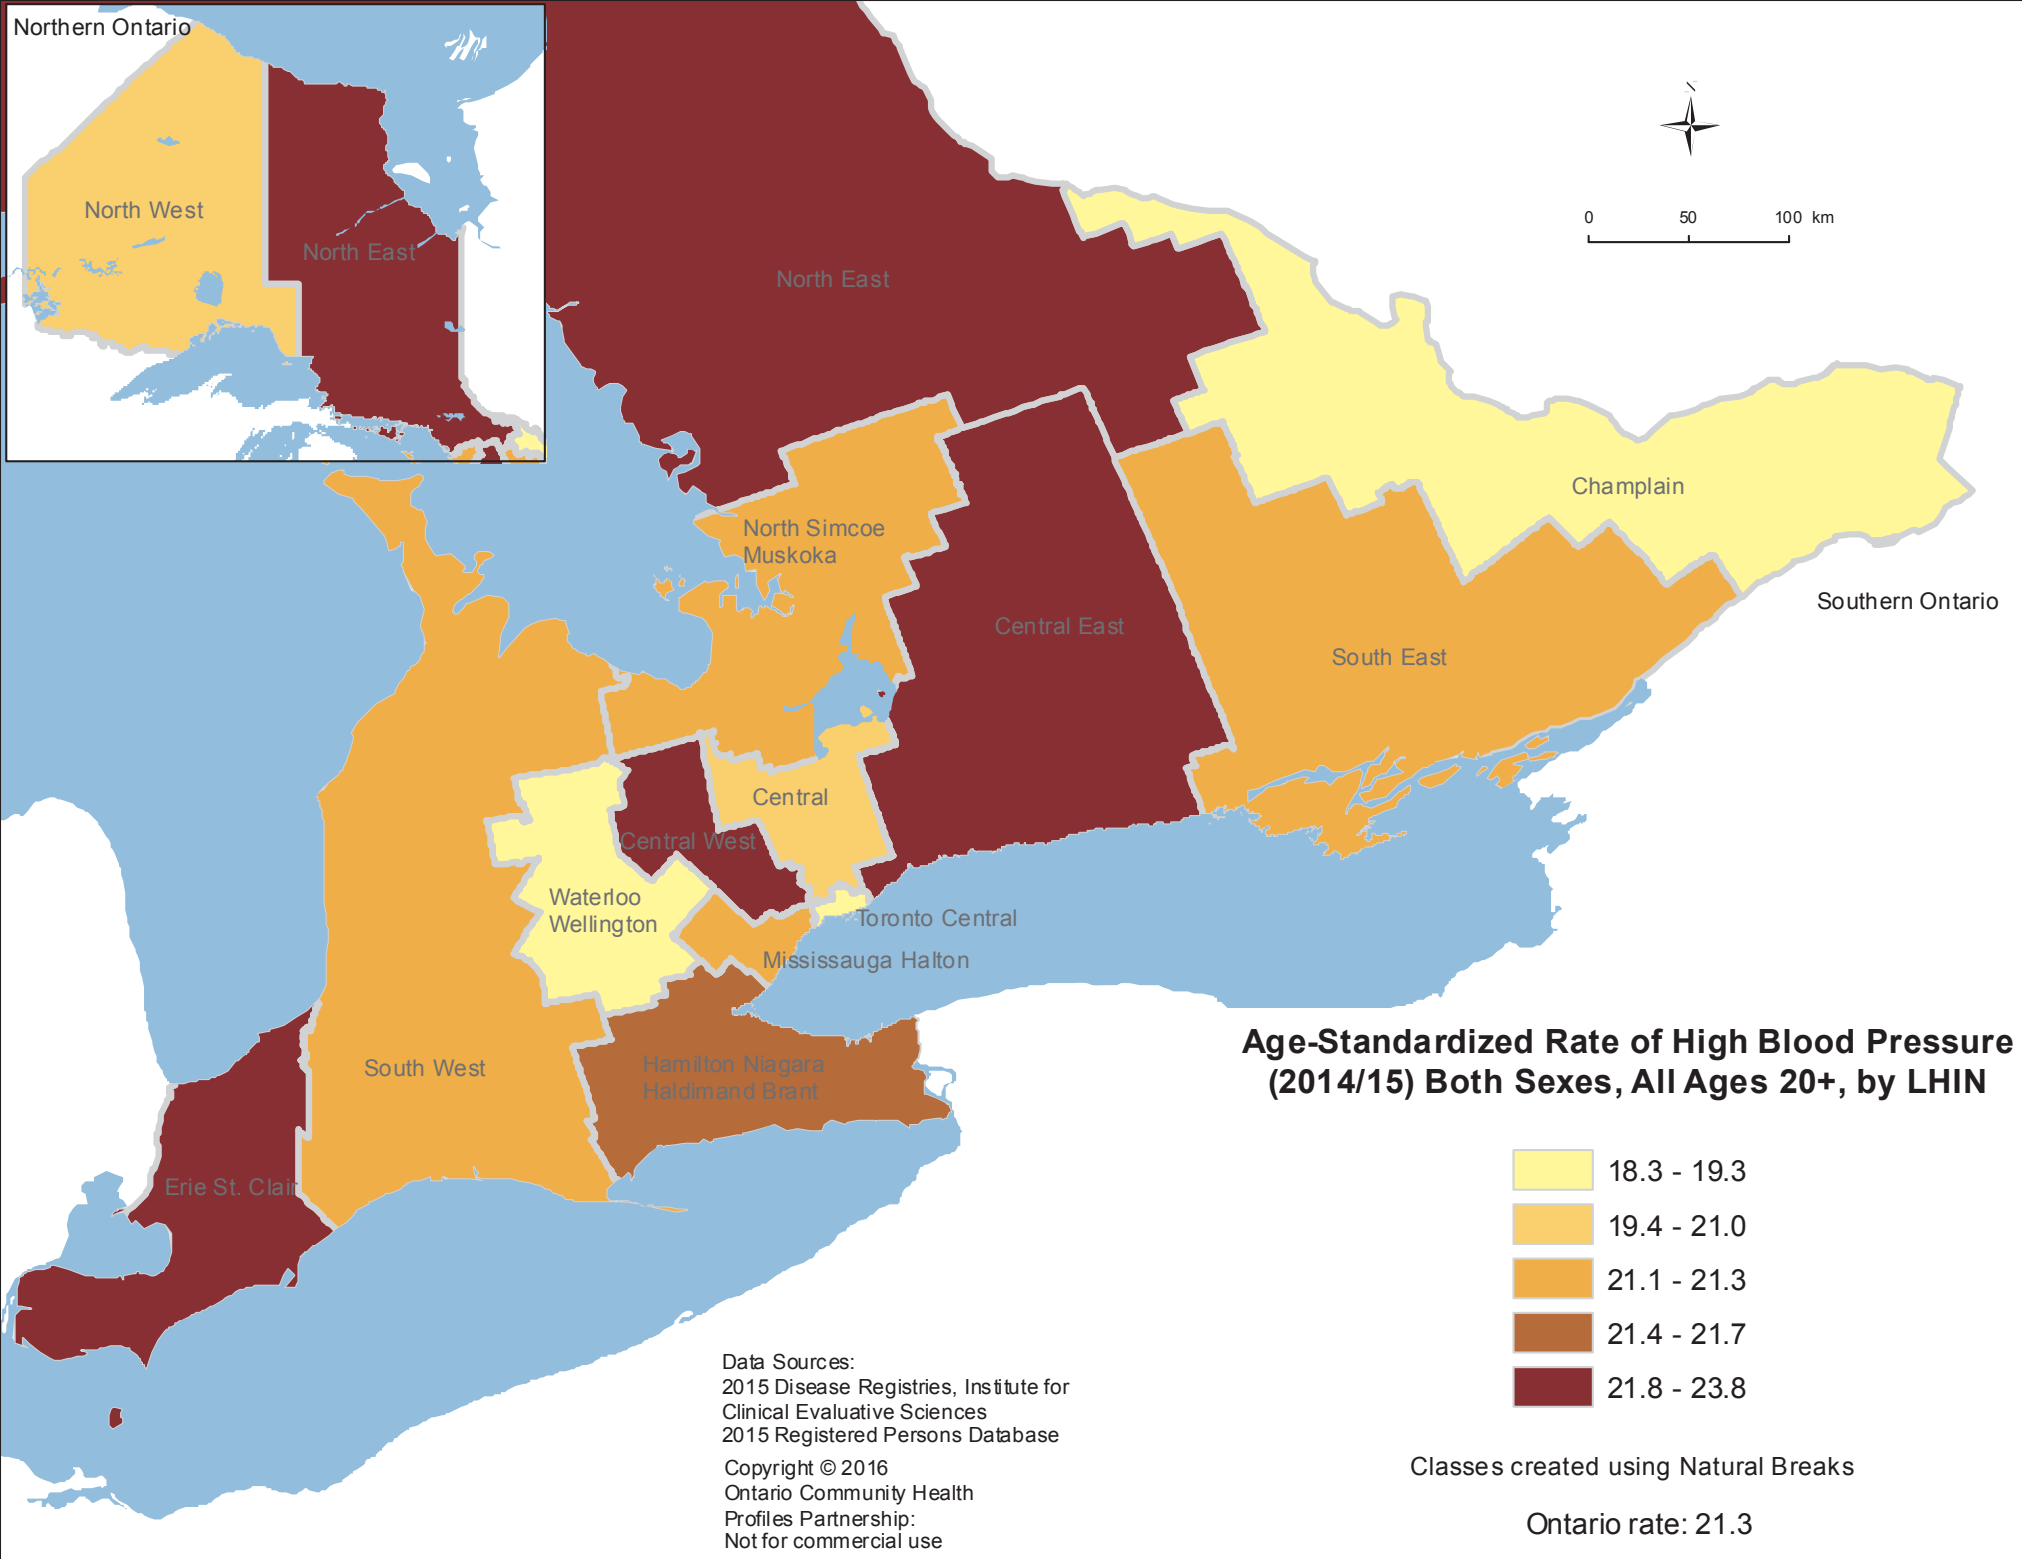 Northern Ontario
North West
North East
N
0 50 100 km
North East
Champlain
North Simcoe
Muskoka
Southern Ontario
Central East
South East
Central
Central West
Waterloo
Wellington
Toronto Central
Mississauga Halton
South West
Hamilton Niagara
Haldimand Brant
Erie St. Clair
Age-Standardized Rate of High Blood Pressure
(2014/15) Both Sexes, All Ages 20+, by LHIN
18.3 - 19.3
19.4 - 21.0
21.1 - 21.3
21.4 - 21.7
21.8 - 23.8
Classes created using Natural Breaks
Ontario rate: 21.3
Data Sources:
2015 Disease Registries, Institute for
Clinical Evaluative Sciences
2015 Registered Persons Database
Copyright © 2016
Ontario Community Health
Profiles Partnership:
Not for commercial use